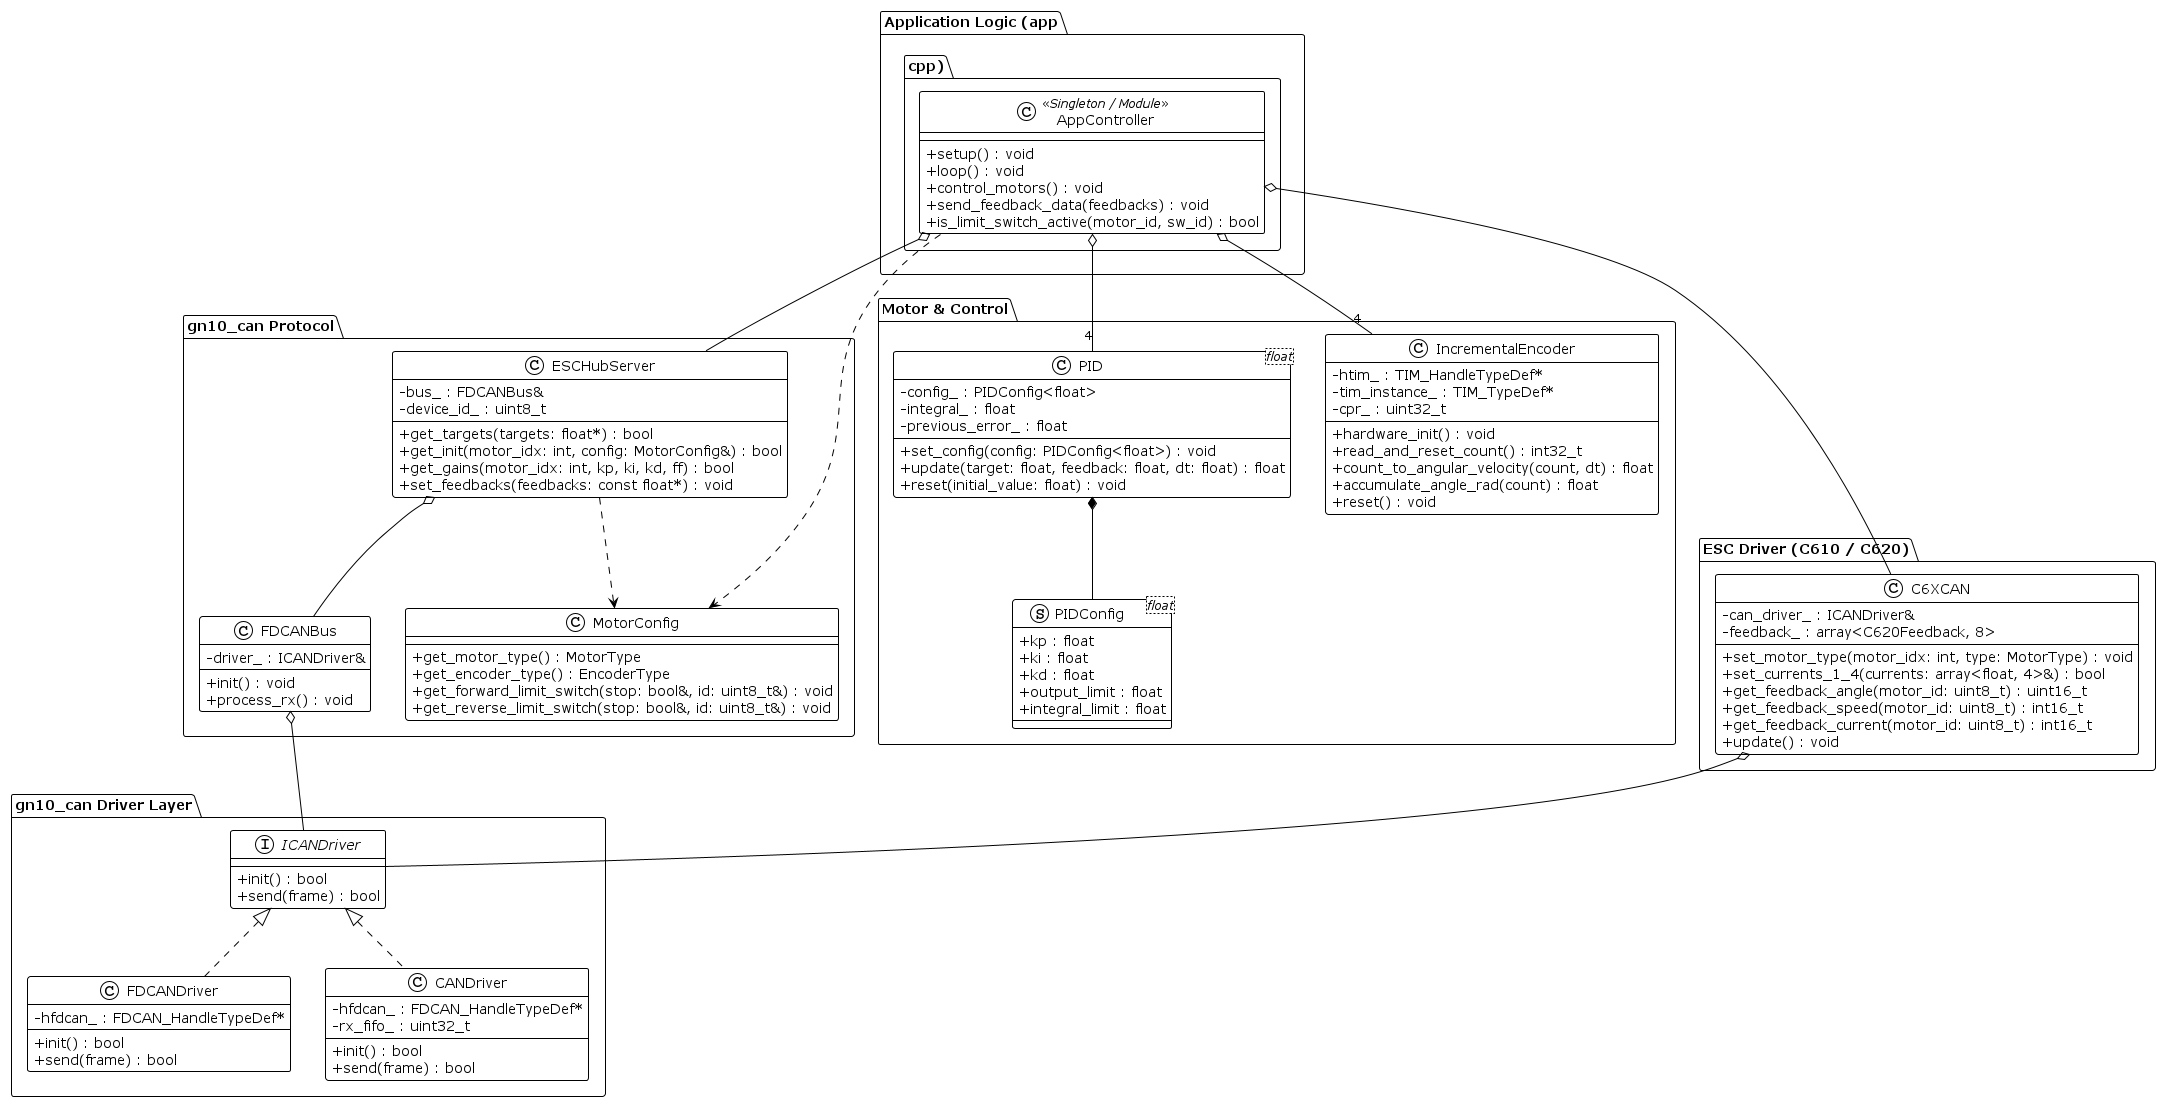 Application Logic (app
cpp)
C
«Singleton / Module»
AppController
+setup() : void
+loop() : void
+control_motors() : void
+send_feedback_data(feedbacks) : void
+is_limit_switch_active(motor_id, sw_id) : bool
gn10_can Protocol
C ESCHubServer
-bus_ : FDCANBus&
-device_id_ : uint8_t
+get_targets(targets: float*) : bool
+get_init(motor_idx: int, config: MotorConfig&) : bool
+get_gains(motor_idx: int, kp, ki, kd, ff) : bool
+set_feedbacks(feedbacks: const float*) : void
C FDCANBus
-driver_ : ICANDriver&
+init() : void
+process_rx() : void
C MotorConfig
+get_motor_type() : MotorType
+get_encoder_type() : EncoderType
+get_forward_limit_switch(stop: bool&, id: uint8_t&) : void
+get_reverse_limit_switch(stop: bool&, id: uint8_t&) : void
Motor & Control
4
4
C PID
float
-config_ : PIDConfig<float>
-integral_ : float
-previous_error_ : float
+set_config(config: PIDConfig<float>) : void
+update(target: float, feedback: float, dt: float) : float
+reset(initial_value: float) : void
C IncrementalEncoder
-htim_ : TIM_HandleTypeDef*
-tim_instance_ : TIM_TypeDef*
-cpr_ : uint32_t
+hardware_init() : void
+read_and_reset_count() : int32_t
+count_to_angular_velocity(count, dt) : float
+accumulate_angle_rad(count) : float
+reset() : void
S PIDConfig
float
+kp : float
+ki : float
+kd : float
+output_limit : float
+integral_limit : float
ESC Driver (C610 / C620)
C C6XCAN
-can_driver_ : ICANDriver&
-feedback_ : array<C620Feedback, 8>
+set_motor_type(motor_idx: int, type: MotorType) : void
+set_currents_1_4(currents: array<float, 4>&) : bool
+get_feedback_angle(motor_id: uint8_t) : uint16_t
+get_feedback_speed(motor_id: uint8_t) : int16_t
+get_feedback_current(motor_id: uint8_t) : int16_t
+update() : void
gn10_can Driver Layer
I ICANDriver
+init() : bool
+send(frame) : bool
C FDCANDriver
-hfdcan_ : FDCAN_HandleTypeDef*
+init() : bool
+send(frame) : bool
C CANDriver
-hfdcan_ : FDCAN_HandleTypeDef*
-rx_fifo_ : uint32_t
+init() : bool
+send(frame) : bool